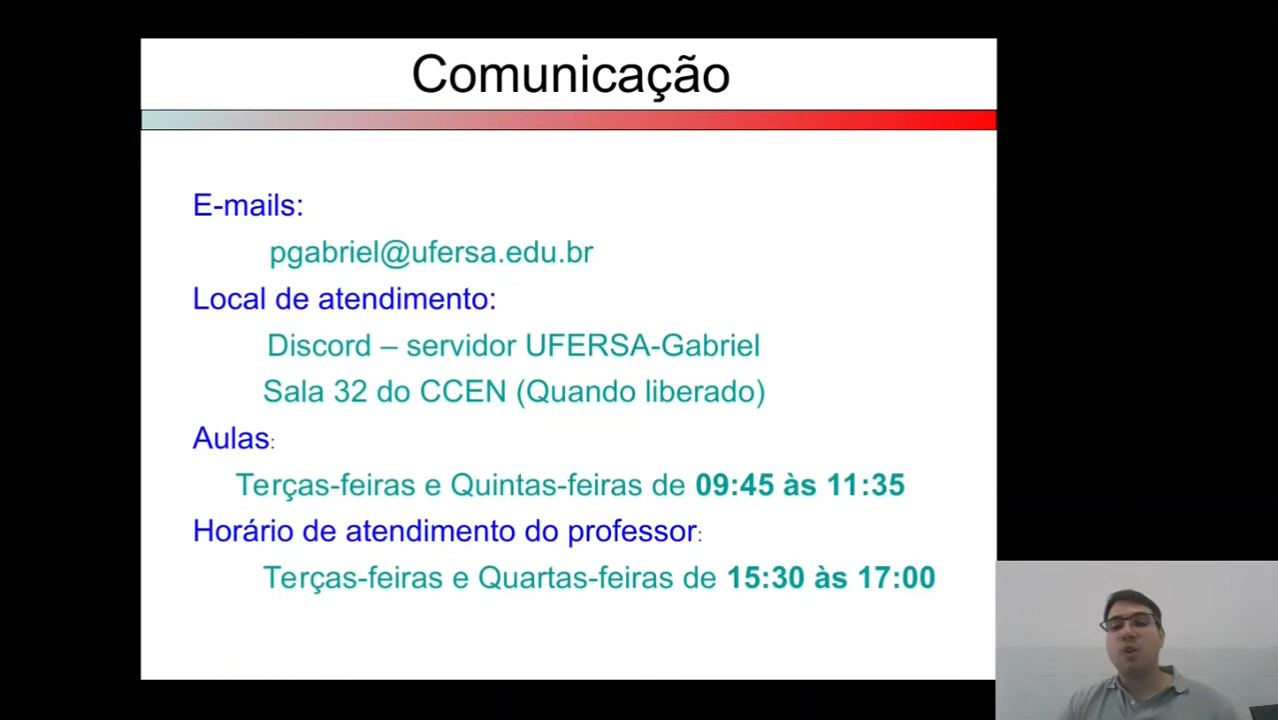 Comunicação
E-mails:
pgabriel@ufersa.edu.br
Local de atendimento:
Discord – servidor UFERSA-Gabriel
Sala 32 do CCEN (Quando liberado)
Aulas:
Terças-feiras e Quintas-feiras de 09:45 às 11:35
Horário de atendimento do professor:
Terças-feiras e Quartas-feiras de 15:30 às 17:00